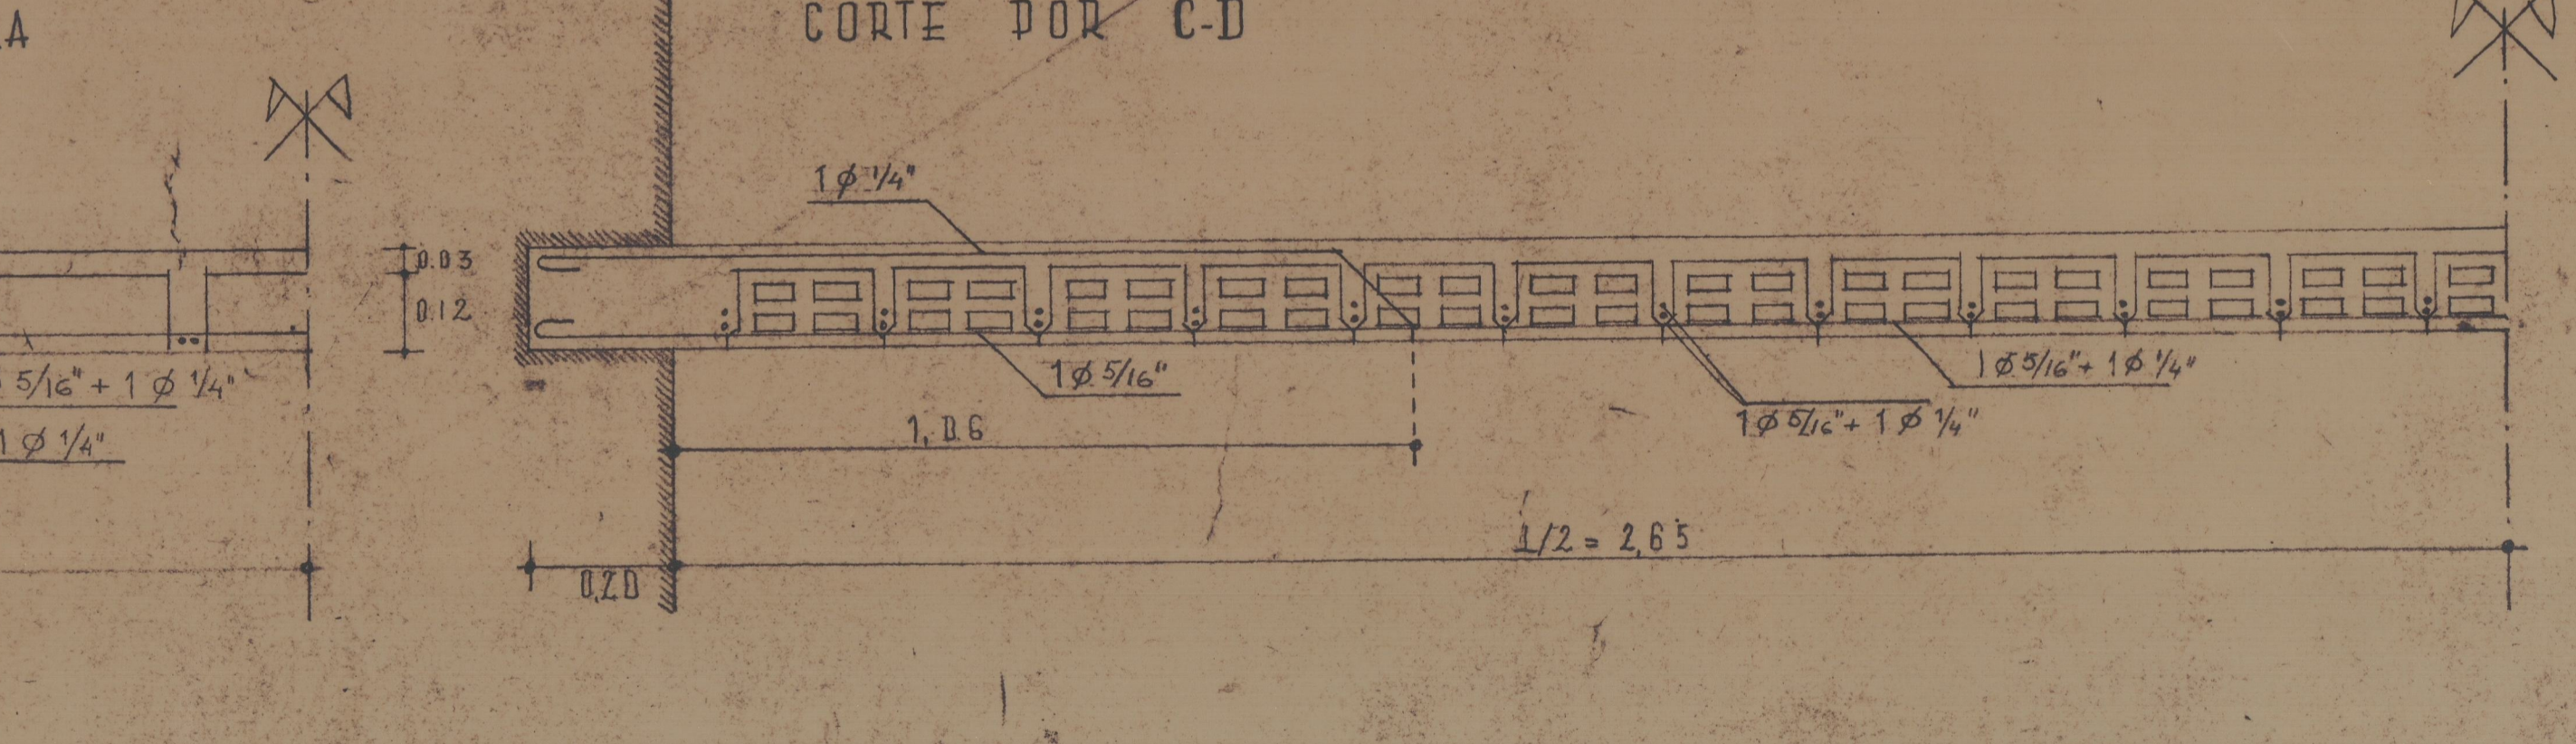 A
CORTE POR C-D
1 Ø 1/4"
0.03
0.12
5/16" + 1 Ø 1/4"
1 Ø 1/4"
1 Ø 5/16"
1 Ø 5/16" + 1 Ø 1/4"
1 Ø 5/16" + 1 Ø 1/4"
1,06
1/2 = 2,65
0,20